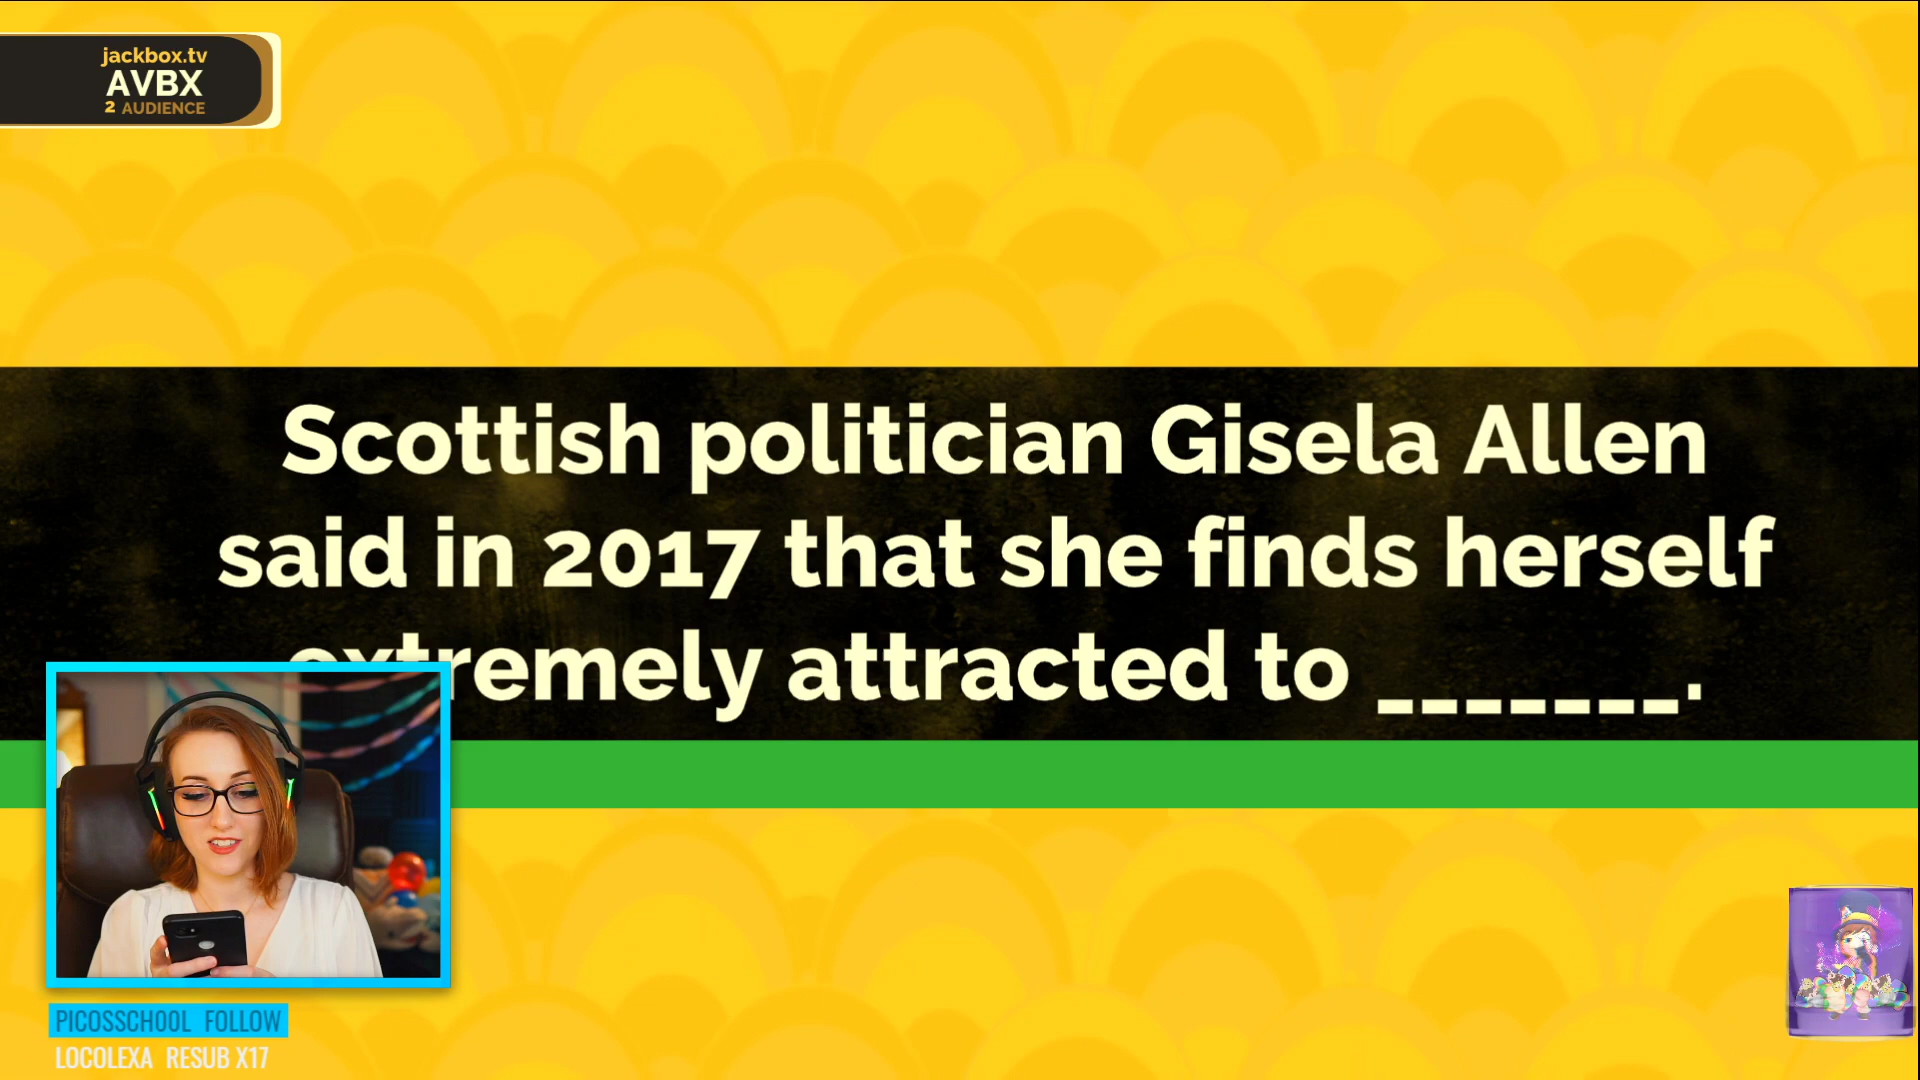 jackbox.tv
AVBX
2 AUDIENCE
Scottish politician Gisela Allen
said in 2017 that she finds herself
extremely attracted to _______.
PICOSSCHOOL FOLLOW
LOCOLEXA RESUB X17